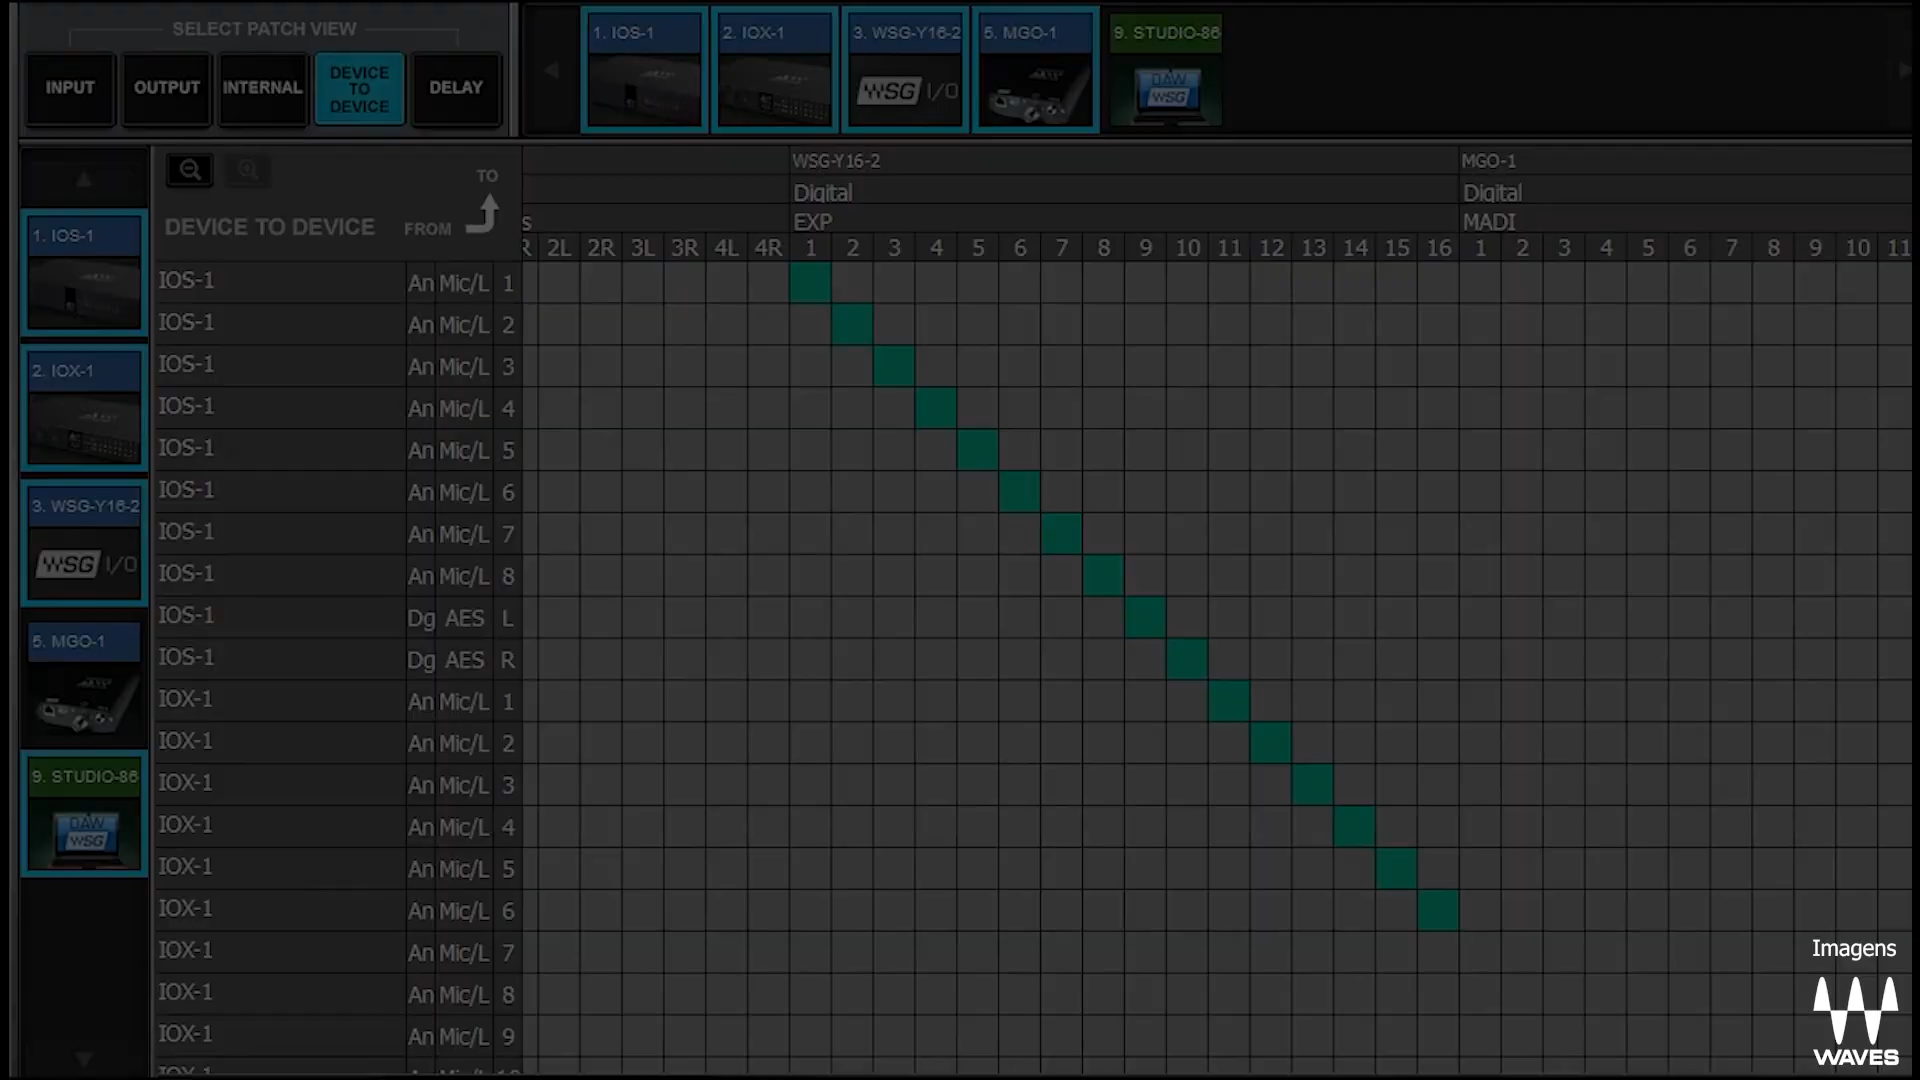 SELECT PATCH VIEW
INPUT OUTPUT INTERNAL DEVICE TO DEVICE DELAY
1. IOS-1 2. IOX-1 3. WSG-Y16-2 5. MGO-1 9. STUDIO-86
WSG I/O
DAW
WSG
WSG-Y16-2 MGO-1
TO Digital Digital
DEVICE TO DEVICE FROM S EXP MADI
R 2L 2R 3L 3R 4L 4R 1 2 3 4 5 6 7 8 9 10 11 12 13 14 15 16 1 2 3 4 5 6 7 8 9 10 11
1. IOS-1
2. IOX-1
3. WSG-Y16-2
WSG I/O
5. MGO-1
9. STUDIO-86
DAW
WSG
IOS-1 An Mic/L 1
IOS-1 An Mic/L 2
IOS-1 An Mic/L 3
IOS-1 An Mic/L 4
IOS-1 An Mic/L 5
IOS-1 An Mic/L 6
IOS-1 An Mic/L 7
IOS-1 An Mic/L 8
IOS-1 Dg AES L
IOS-1 Dg AES R
IOX-1 An Mic/L 1
IOX-1 An Mic/L 2
IOX-1 An Mic/L 3
IOX-1 An Mic/L 4
IOX-1 An Mic/L 5
IOX-1 An Mic/L 6
IOX-1 An Mic/L 7
IOX-1 An Mic/L 8
IOX-1 An Mic/L 9
Imagens
WAVES